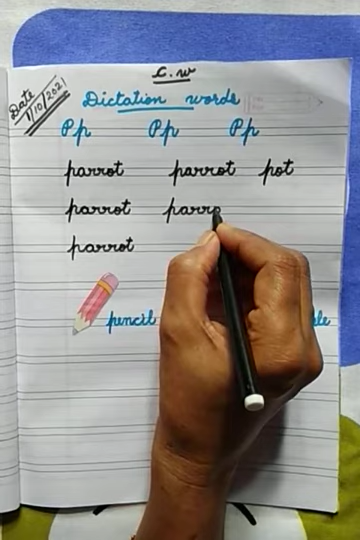 C.W
Date
1/10/2021
Dictation words
Pp Pp Pp
parrot parrot pot
parrot parro
parrot
pencil